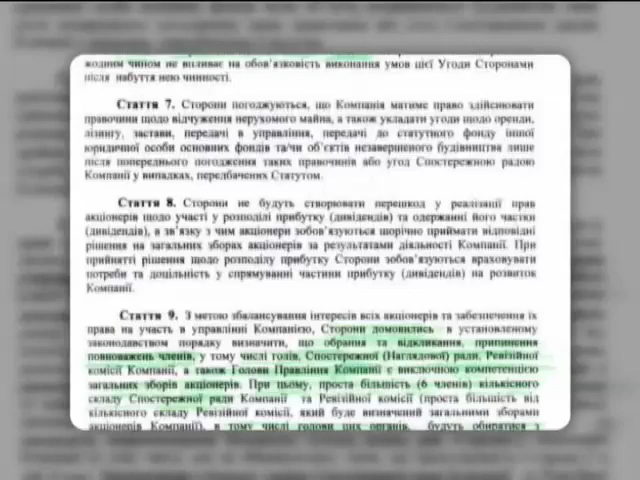 жодним чином не впливає на обов'язковість виконання умов цієї Угоди Сторонами
після набуття нею чинності.
Стаття 7. Сторони погоджуються, що Компанія матиме право здійснювати
правочини щодо відчуження нерухомого майна, а також укладати угоди щодо оренди,
лізингу, застави, передачі в управління, передачі до статутного фонду іншої
юридичної особи основних фондів та/чи об'єктів незавершеного будівництва лише
після попереднього погодження таких правочинів або угод Спостережною радою
Компанії у випадках, передбачених Статутом.
Стаття 8. Сторони не будуть створювати перешкод у реалізації прав
акціонерів щодо участі у розподілі прибутку (дивідендів) та одержанні його частки
(дивідендів), в зв'язку з чим акціонери зобов'язуються щорічно приймати відповідні
рішення на загальних зборах акціонерів за результатами діяльності Компанії. При
прийнятті рішення щодо розподілу прибутку Сторони зобов'язуються враховувати
потреби та доцільність у спрямуванні частини прибутку (дивідендів) на розвиток
Компанії.
Стаття 9. З метою збалансування інтересів всіх акціонерів та забезпечення їх
права на участь в управлінні Компанією, Сторони домовились в установленому
законодавством порядку визначити, що обрання та відкликання, припинення
повноважень членів, у тому числі голів, Спостережної (Наглядової) ради, Ревізійної
комісії Компанії, а також Голови Правління Компанії є виключною компетенцією
загальних зборів акціонерів. При цьому, проста більшість (6 членів) кількісного
складу Спостережної ради Компанії та Ревізійної комісії (проста більшість від
кількісного складу Ревізійної комісії, який буде визначений загальними зборами
акціонерів Компанії), в тому числі голови цих органів, будуть обиратися з